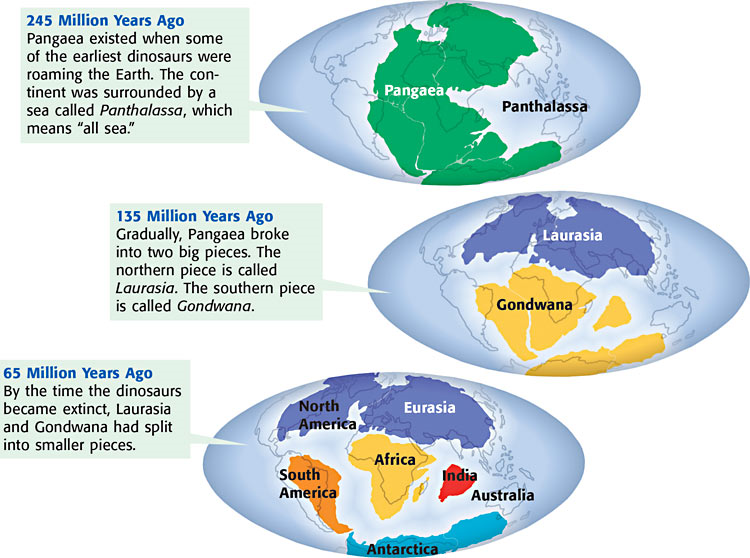 245 Million Years Ago
Pangaea existed when some
of the earliest dinosaurs were
roaming the Earth. The con-
tinent was surrounded by a
sea called Panthalassa, which
means “all sea.”
Pangaea
Panthalassa
135 Million Years Ago
Gradually, Pangaea broke
into two big pieces. The
northern piece is called
Laurasia. The southern piece
is called Gondwana.
Laurasia
Gondwana
65 Million Years Ago
By the time the dinosaurs
became extinct, Laurasia
and Gondwana had split
into smaller pieces.
North
America
Eurasia
Africa
South
America
India
Australia
Antarctica